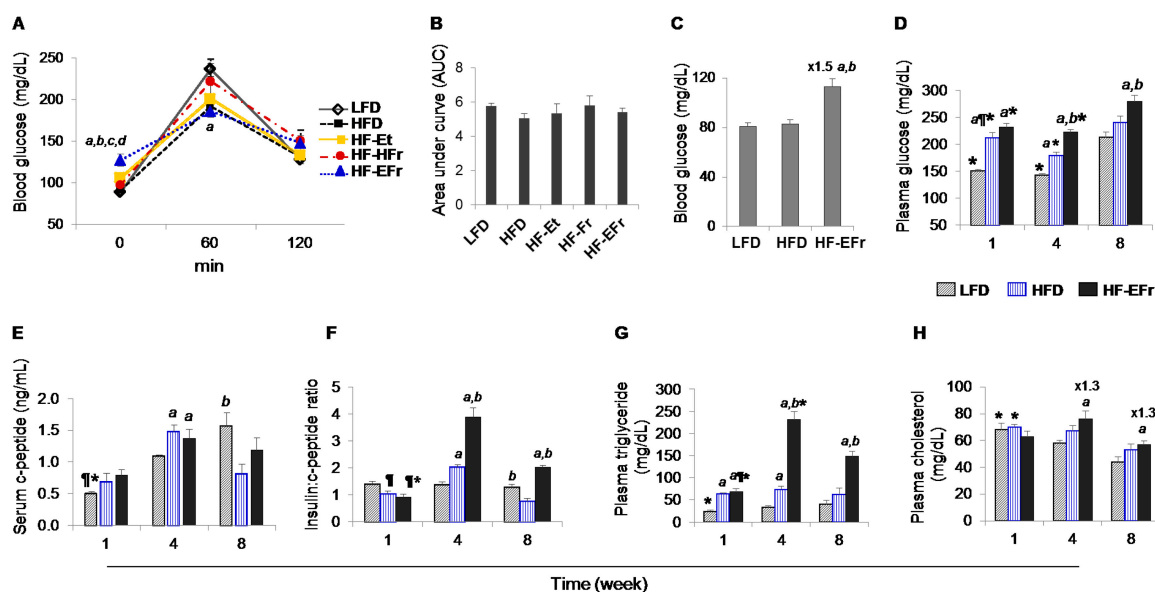 A
Blood glucose (mg/dL)
250
200
150
100
50
a,b,c,d
a
0
60
120
min
LFD
HFD
HF-Et
HF-HFr
HF-EFr
B
Area under curve (AUC)
8
6
4
2
0
LFD
HFD
HF-Et
HF-Fr
HF-EFr
C
Blood glucose (mg/dL)
120
80
40
0
x1.5 a,b
LFD
HFD
HF-EFr
D
Plasma glucose (mg/dL)
300
250
200
150
100
50
*
a¶*
a*
*
a*
a,b*
a,b
1
4
8
LFD
HFD
HF-EFr
E
Serum c-peptide (ng/mL)
2.0
1.5
1.0
0.5
0.0
¶*
a
a
b
1
4
8
F
Insulin:c-peptide ratio
5
4
3
2
1
0
¶
¶*
a
a,b
b
a,b
1
4
8
G
Plasma triglyceride
(mg/dL)
300
250
200
150
100
50
0
*
a
a¶*
a
a,b*
a
a,b
1
4
8
H
Plasma cholesterol
(mg/dL)
100
80
60
40
20
0
*
*
x1.3
a
x1.3
a
1
4
8
Time (week)